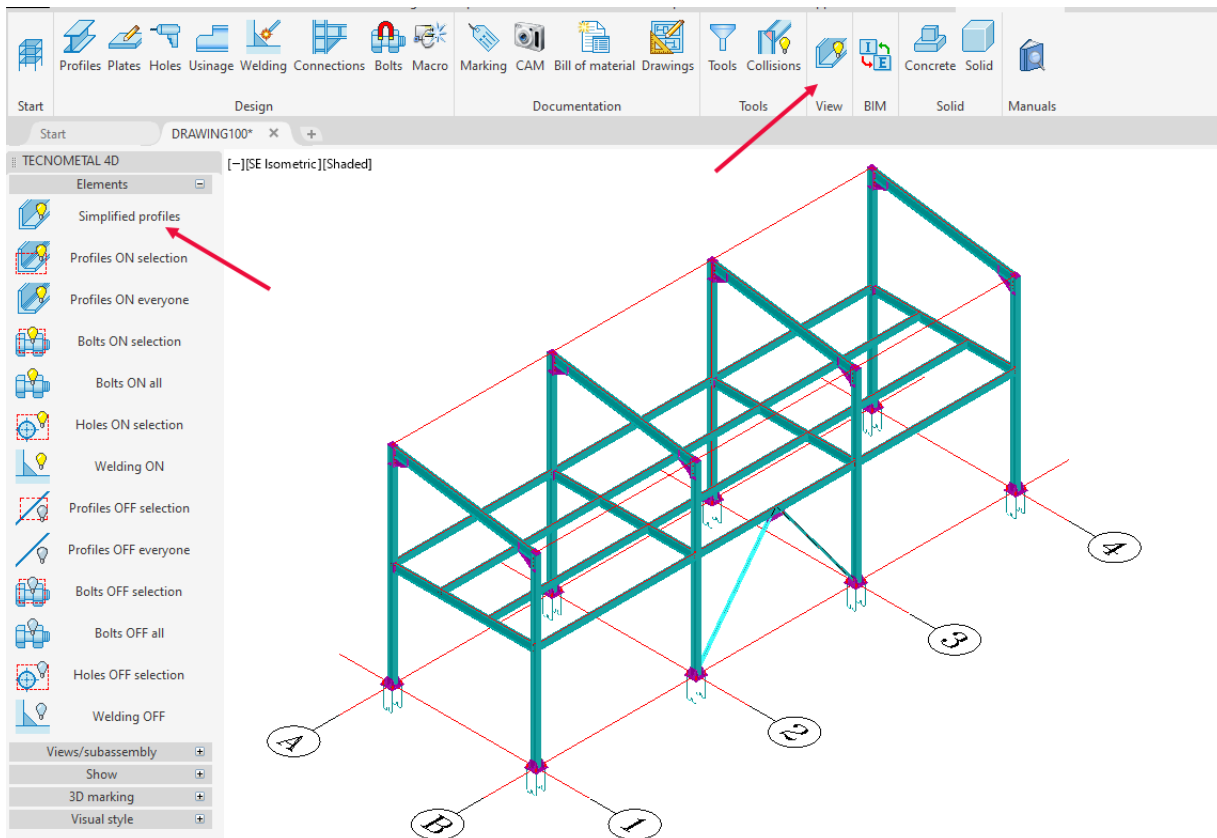 Profiles Plates Holes Usinage Welding Connections Bolts Macro Marking CAM Bill of material Drawings Tools Collisions Concrete Solid
Start Design Documentation Tools View BIM Solid Manuals
Start DRAWING100* × +
TECNOMETAL 4D
[−][SE Isometric][Shaded]
Elements
Simplified profiles
Profiles ON selection
Profiles ON everyone
Bolts ON selection
Bolts ON all
Holes ON selection
Welding ON
Profiles OFF selection
Profiles OFF everyone
Bolts OFF selection
Bolts OFF all
Holes OFF selection
Welding OFF
Views/subassembly
Show
3D marking
Visual style
4
3
2
A
B
1